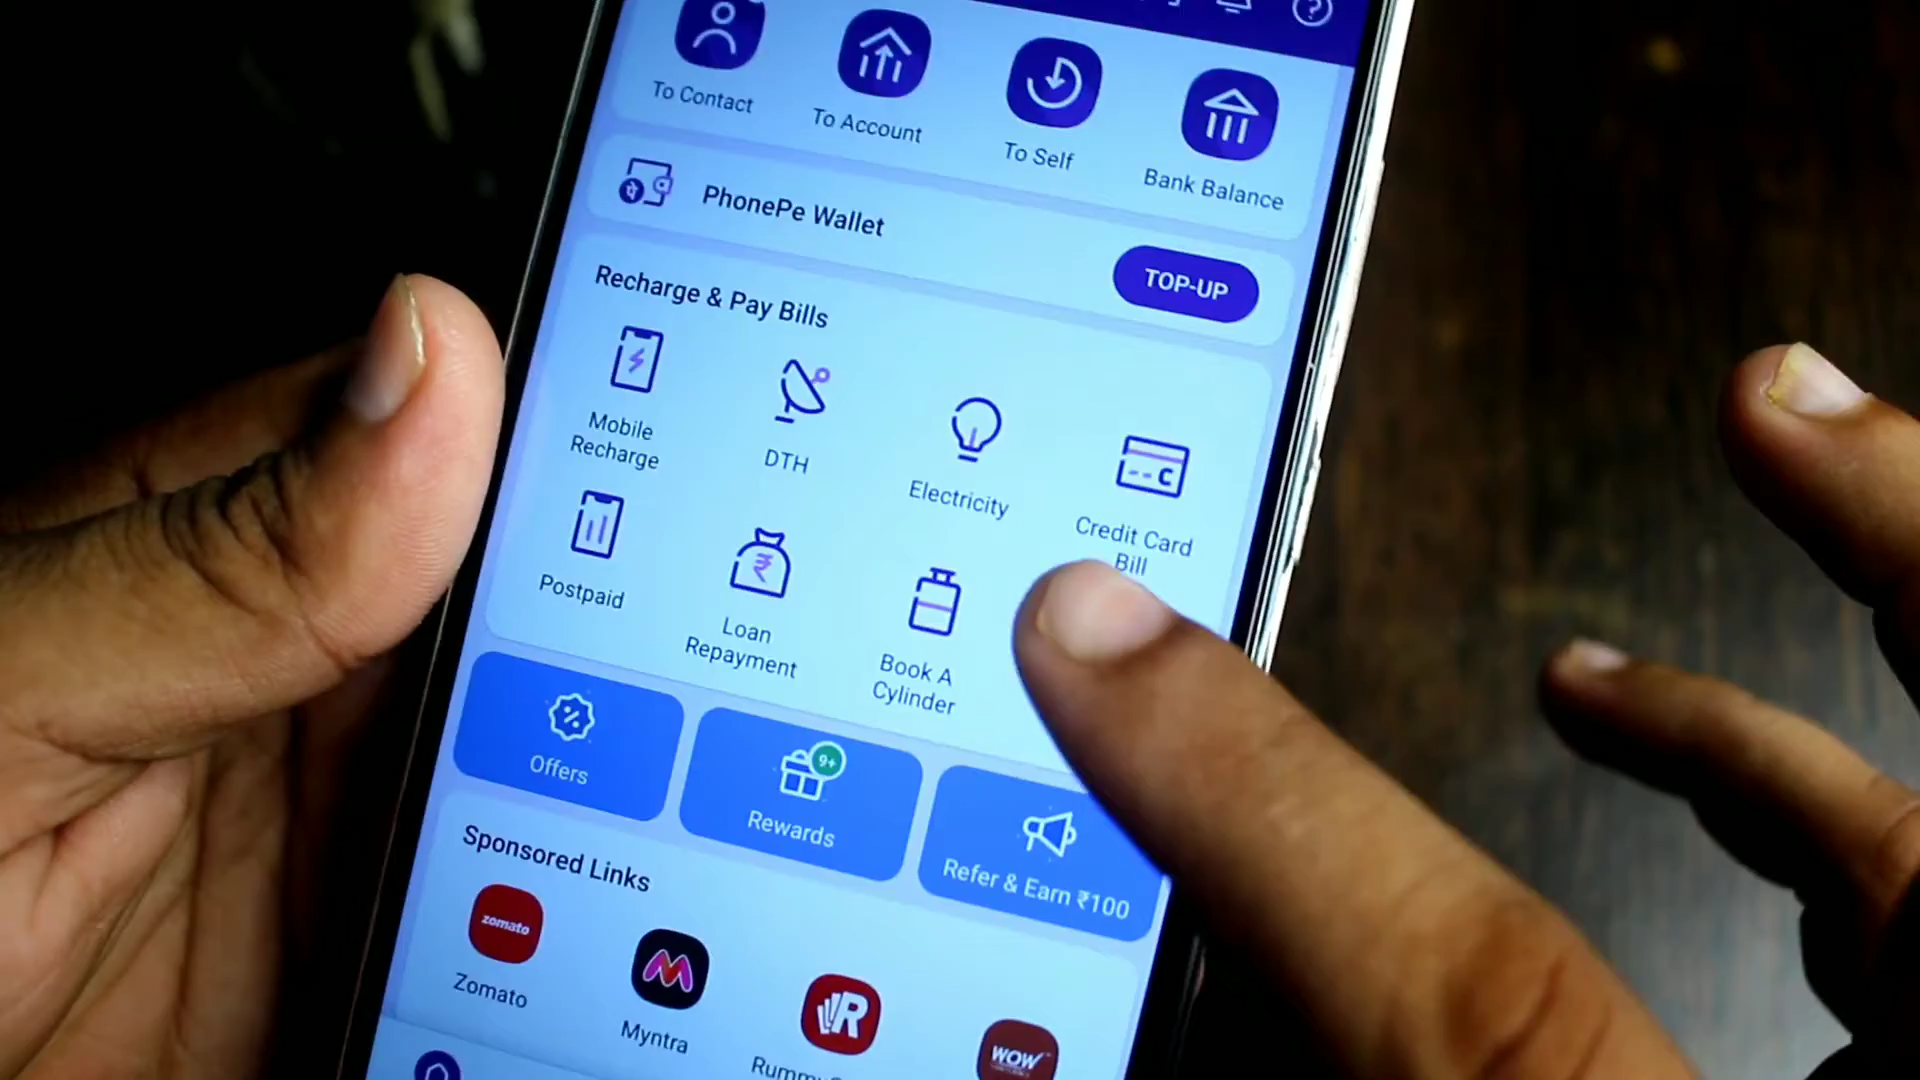 To Contact
To Account
To Self
Bank Balance
PhonePe Wallet
TOP-UP
Recharge & Pay Bills
Mobile
Recharge
DTH
Electricity
Credit Card
Bill
Postpaid
Loan
Repayment
Book A
Cylinder
Offers
9+
Rewards
Refer & Earn ₹100
Sponsored Links
zomato
Zomato
Myntra
R
WOW